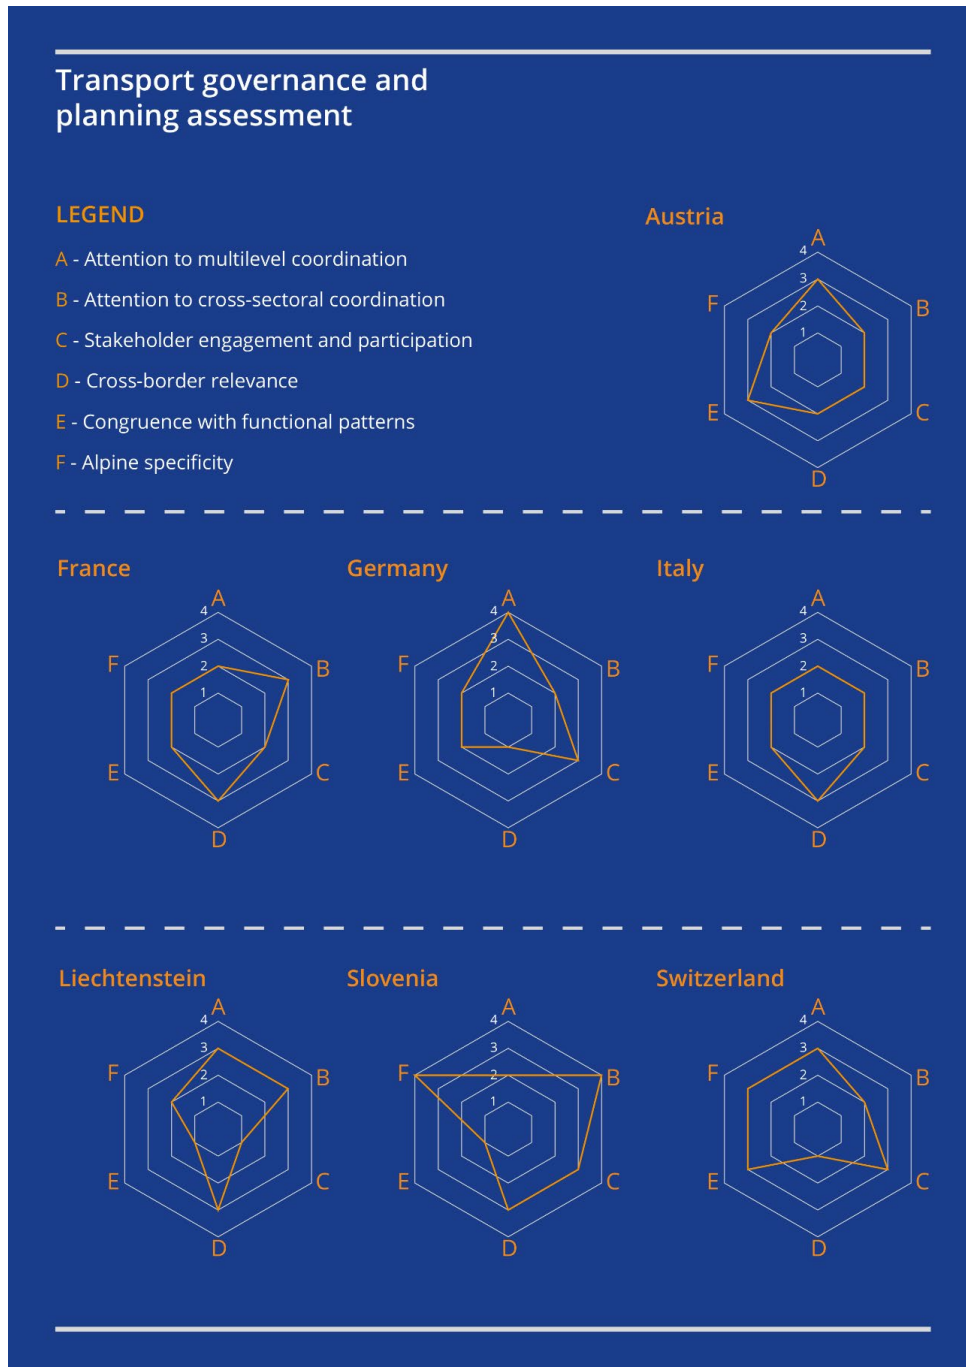 Transport governance and
planning assessment
LEGEND
A - Attention to multilevel coordination
B - Attention to cross-sectoral coordination
C - Stakeholder engagement and participation
D - Cross-border relevance
E - Congruence with functional patterns
F - Alpine specificity
Austria
A
4
3
F
B
2
1
E
C
D
France
A
4
3
F
2
B
1
E
C
D
Germany
A
4
3
F
2
B
1
E
C
D
Italy
A
4
3
F
2
B
1
E
C
D
Liechtenstein
A
4
3
F
2
B
1
E
C
D
Slovenia
A
4
3
F
2
B
1
E
C
D
Switzerland
A
4
3
F
2
B
1
E
C
D